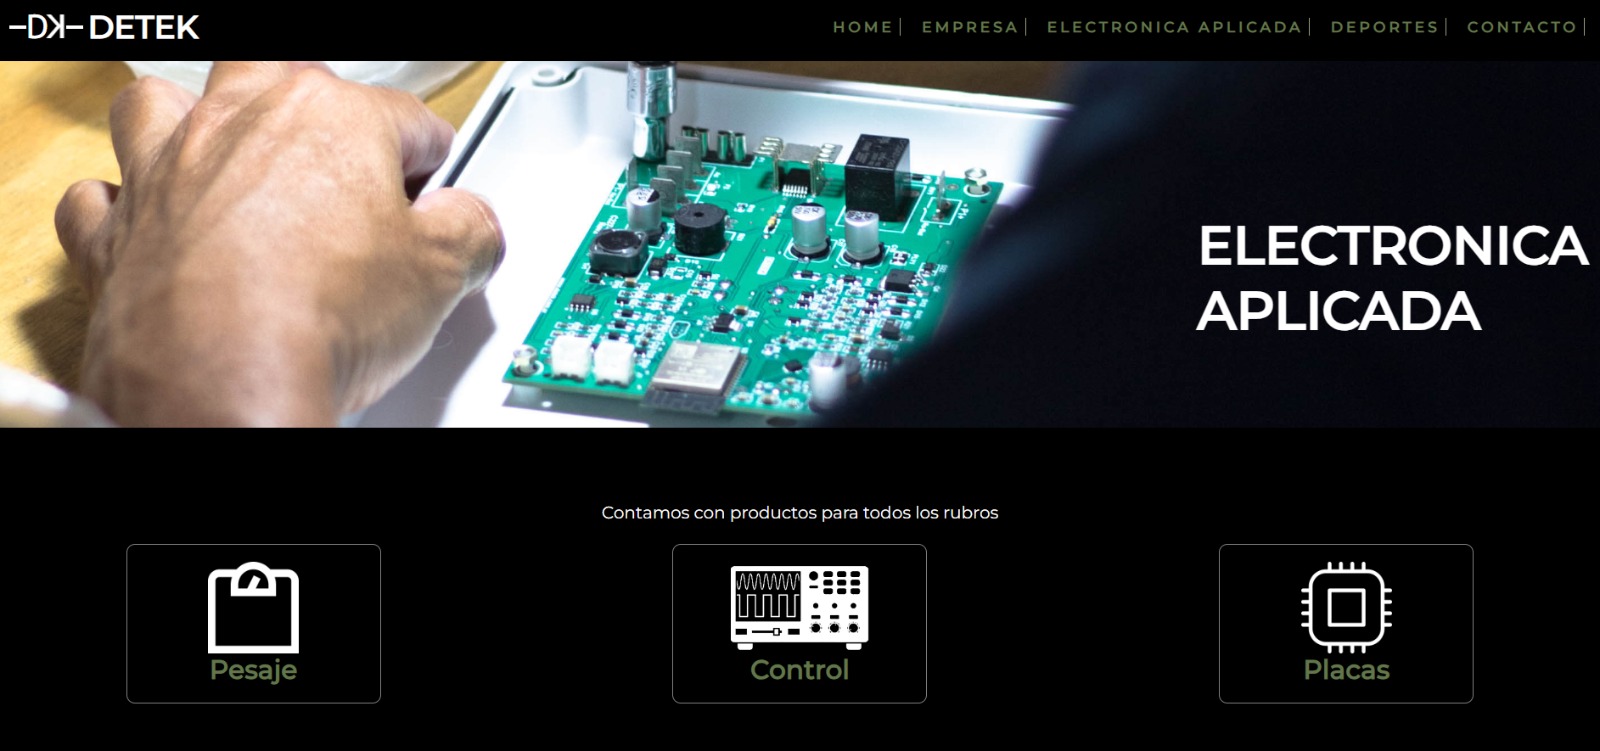 DK DETEK
HOME | EMPRESA | ELECTRONICA APLICADA | DEPORTES | CONTACTO |
ELECTRONICA
APLICADA
Contamos con productos para todos los rubros
Pesaje
Control
Placas